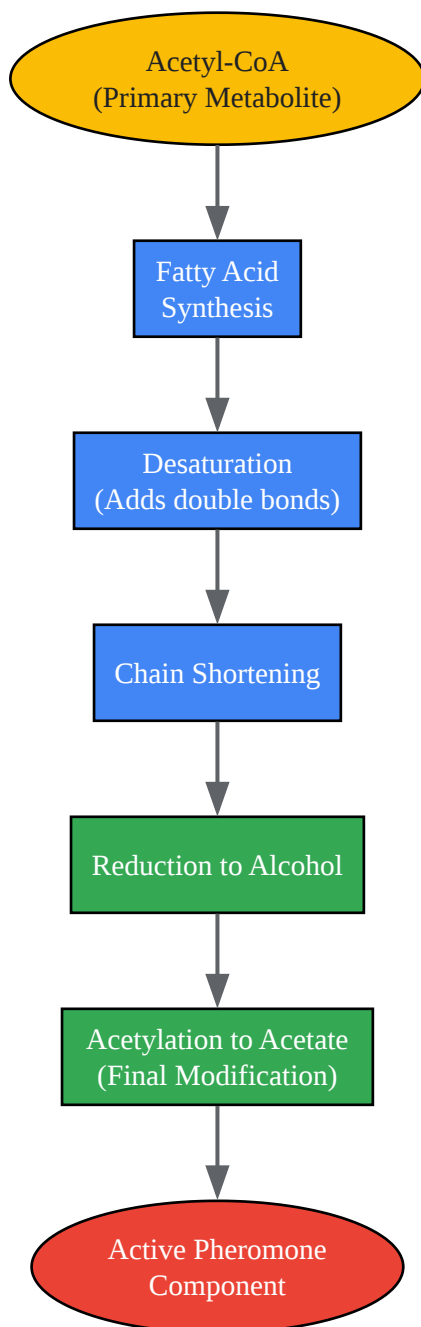 Acetyl-CoA
(Primary Metabolite)
Fatty Acid
Synthesis
Desaturation
(Adds double bonds)
Chain Shortening
Reduction to Alcohol
Acetylation to Acetate
(Final Modification)
Active Pheromone
Component